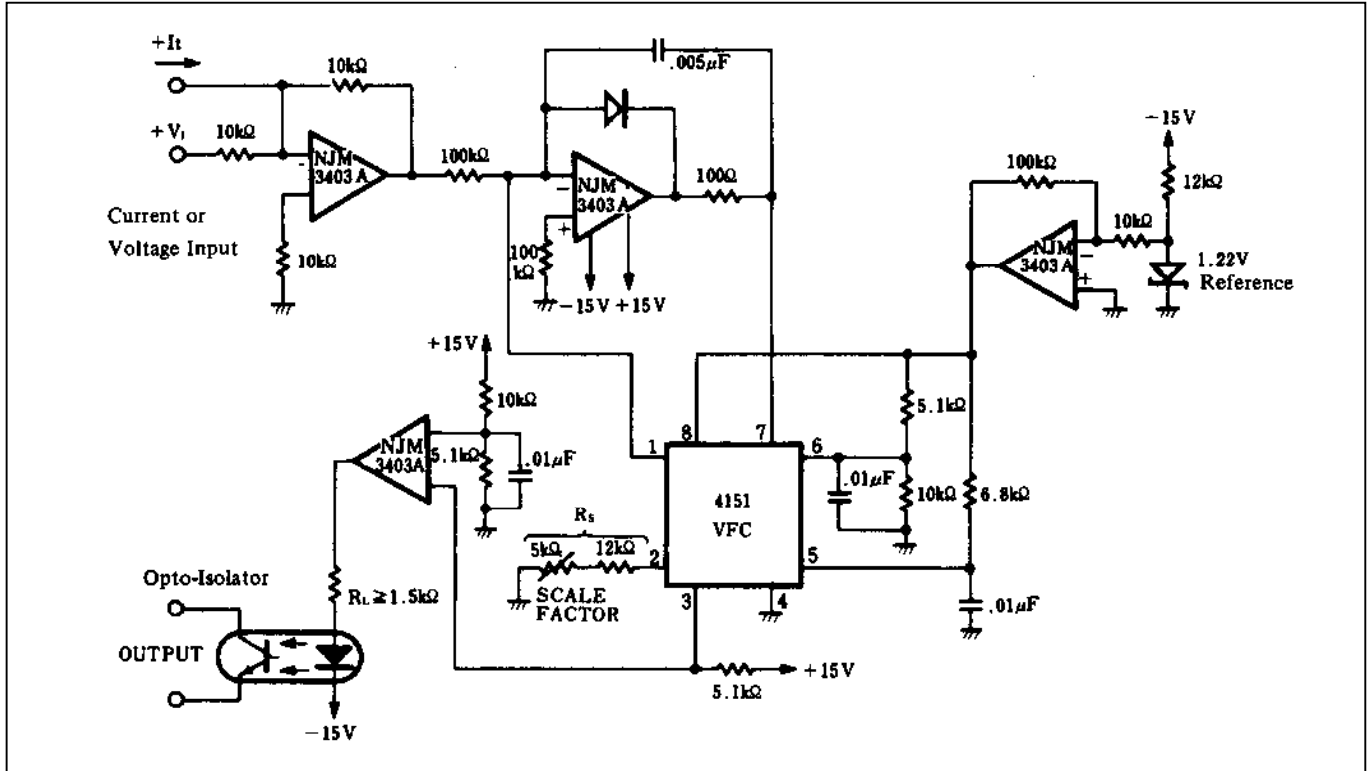 +It
10kΩ
+V₁
10kΩ
-
NJM
3403A
10kΩ
Current or
Voltage Input
100kΩ
.005μF
-
NJM
3403A
+
100
kΩ
-15V
+15V
100Ω
-15V
12kΩ
100kΩ
10kΩ
NJM
3403A
-
+
1.22V
Reference
+15V
10kΩ
NJM
3403A
5.1kΩ
.01μF
1
8
7
6
4151
VFC
2
3
4
5
5.1kΩ
.01μF
10kΩ
6.8kΩ
.01μF
Rs
5kΩ
12kΩ
SCALE
FACTOR
5.1kΩ
+15V
Opto-Isolator
RL≧1.5kΩ
OUTPUT
-15V